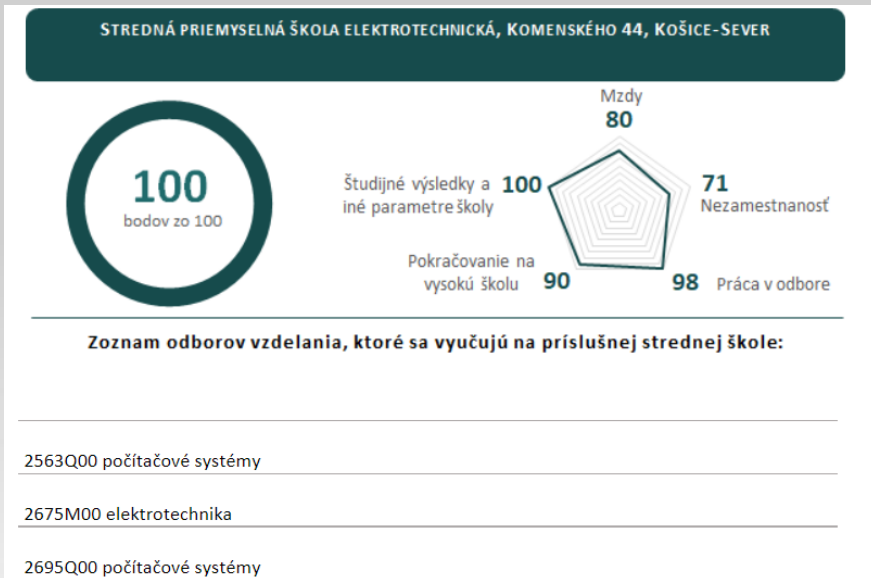 STREDNÁ PRIEMYSELNÁ ŠKOLA ELEKTROTECHNICKÁ, KOMENSKÉHO 44, KOŠICE-SEVER
100
bodov zo 100
Mzdy
80
71
Nezamestnanosť
98 Práca v odbore
Pokračovanie na
vysokú školu 90
Študijné výsledky a 100
iné parametre školy
Zoznam odborov vzdelania, ktoré sa vyučujú na príslušnej strednej škole:
2563Q00 počítačové systémy
2675M00 elektrotechnika
2695Q00 počítačové systémy